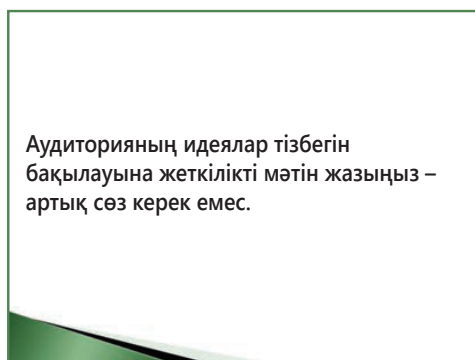 Аудиторияның идеялар тізбегін
бақылауына жеткілікті мәтін жазыңыз –
артық сөз керек емес.